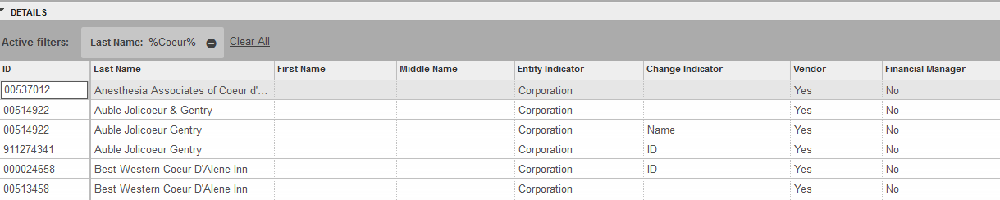 DETAILS
Active filters: Last Name: %Coeur% Clear All
ID Last Name First Name Middle Name Entity Indicator Change Indicator Vendor Financial Manager
00537012 Anesthesia Associates of Coeur d'... Corporation Yes No
00514922 Auble Jolicoeur & Gentry Corporation Yes No
00514922 Auble Jolicoeur Gentry Corporation Name Yes No
911274341 Auble Jolicoeur Gentry Corporation ID Yes No
000024658 Best Western Coeur D'Alene Inn Corporation ID Yes No
00513458 Best Western Coeur D'Alene Inn Corporation Yes No